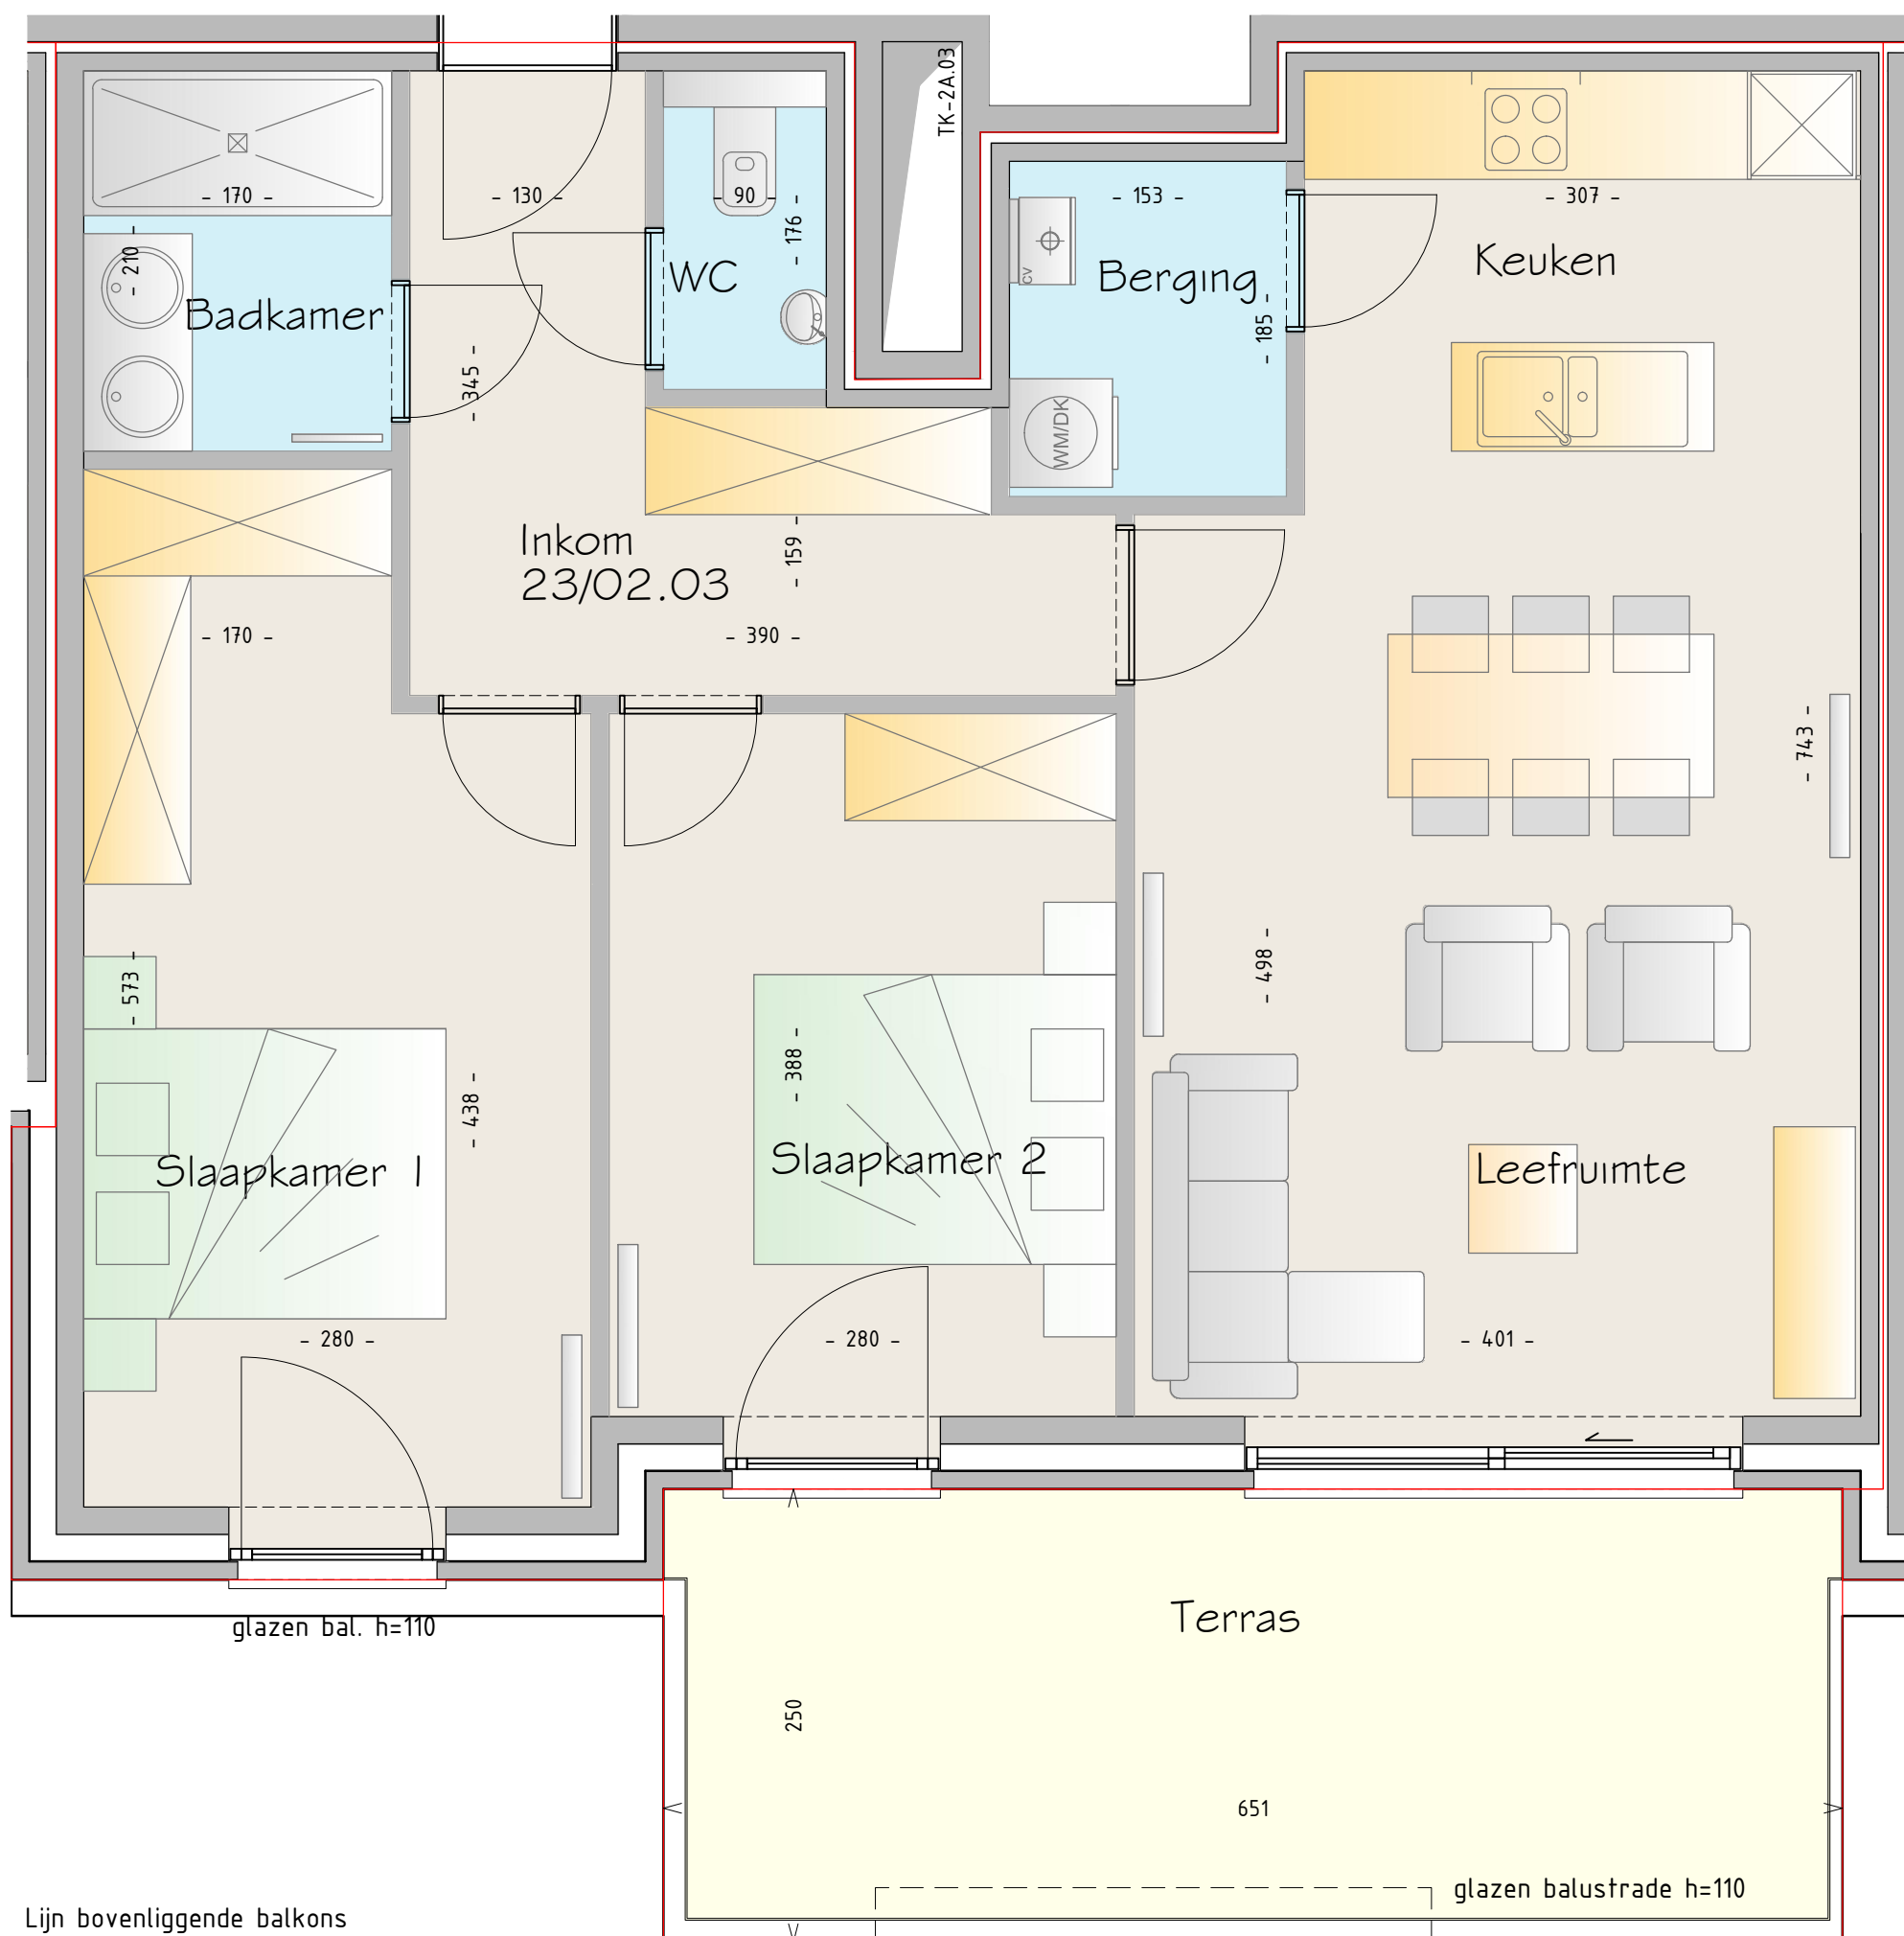 TK-2A.03
- 170 -
- 130 -
- 90 -
- 176 -
- 153 -
- 307 -
- 210 -
Badkamer
WC
CV
Berging
- 185 -
Keuken
- 345 -
WM/DK
Inkom
23/02.03
- 159 -
- 170 -
- 390 -
- 743 -
- 573 -
- 438 -
- 388 -
- 498 -
Slaapkamer 1
Slaapkamer 2
Leefruimte
- 280 -
- 280 -
- 401 -
glazen bal. h=110
Terras
250
651
glazen balustrade h=110
Lijn bovenliggende balkons